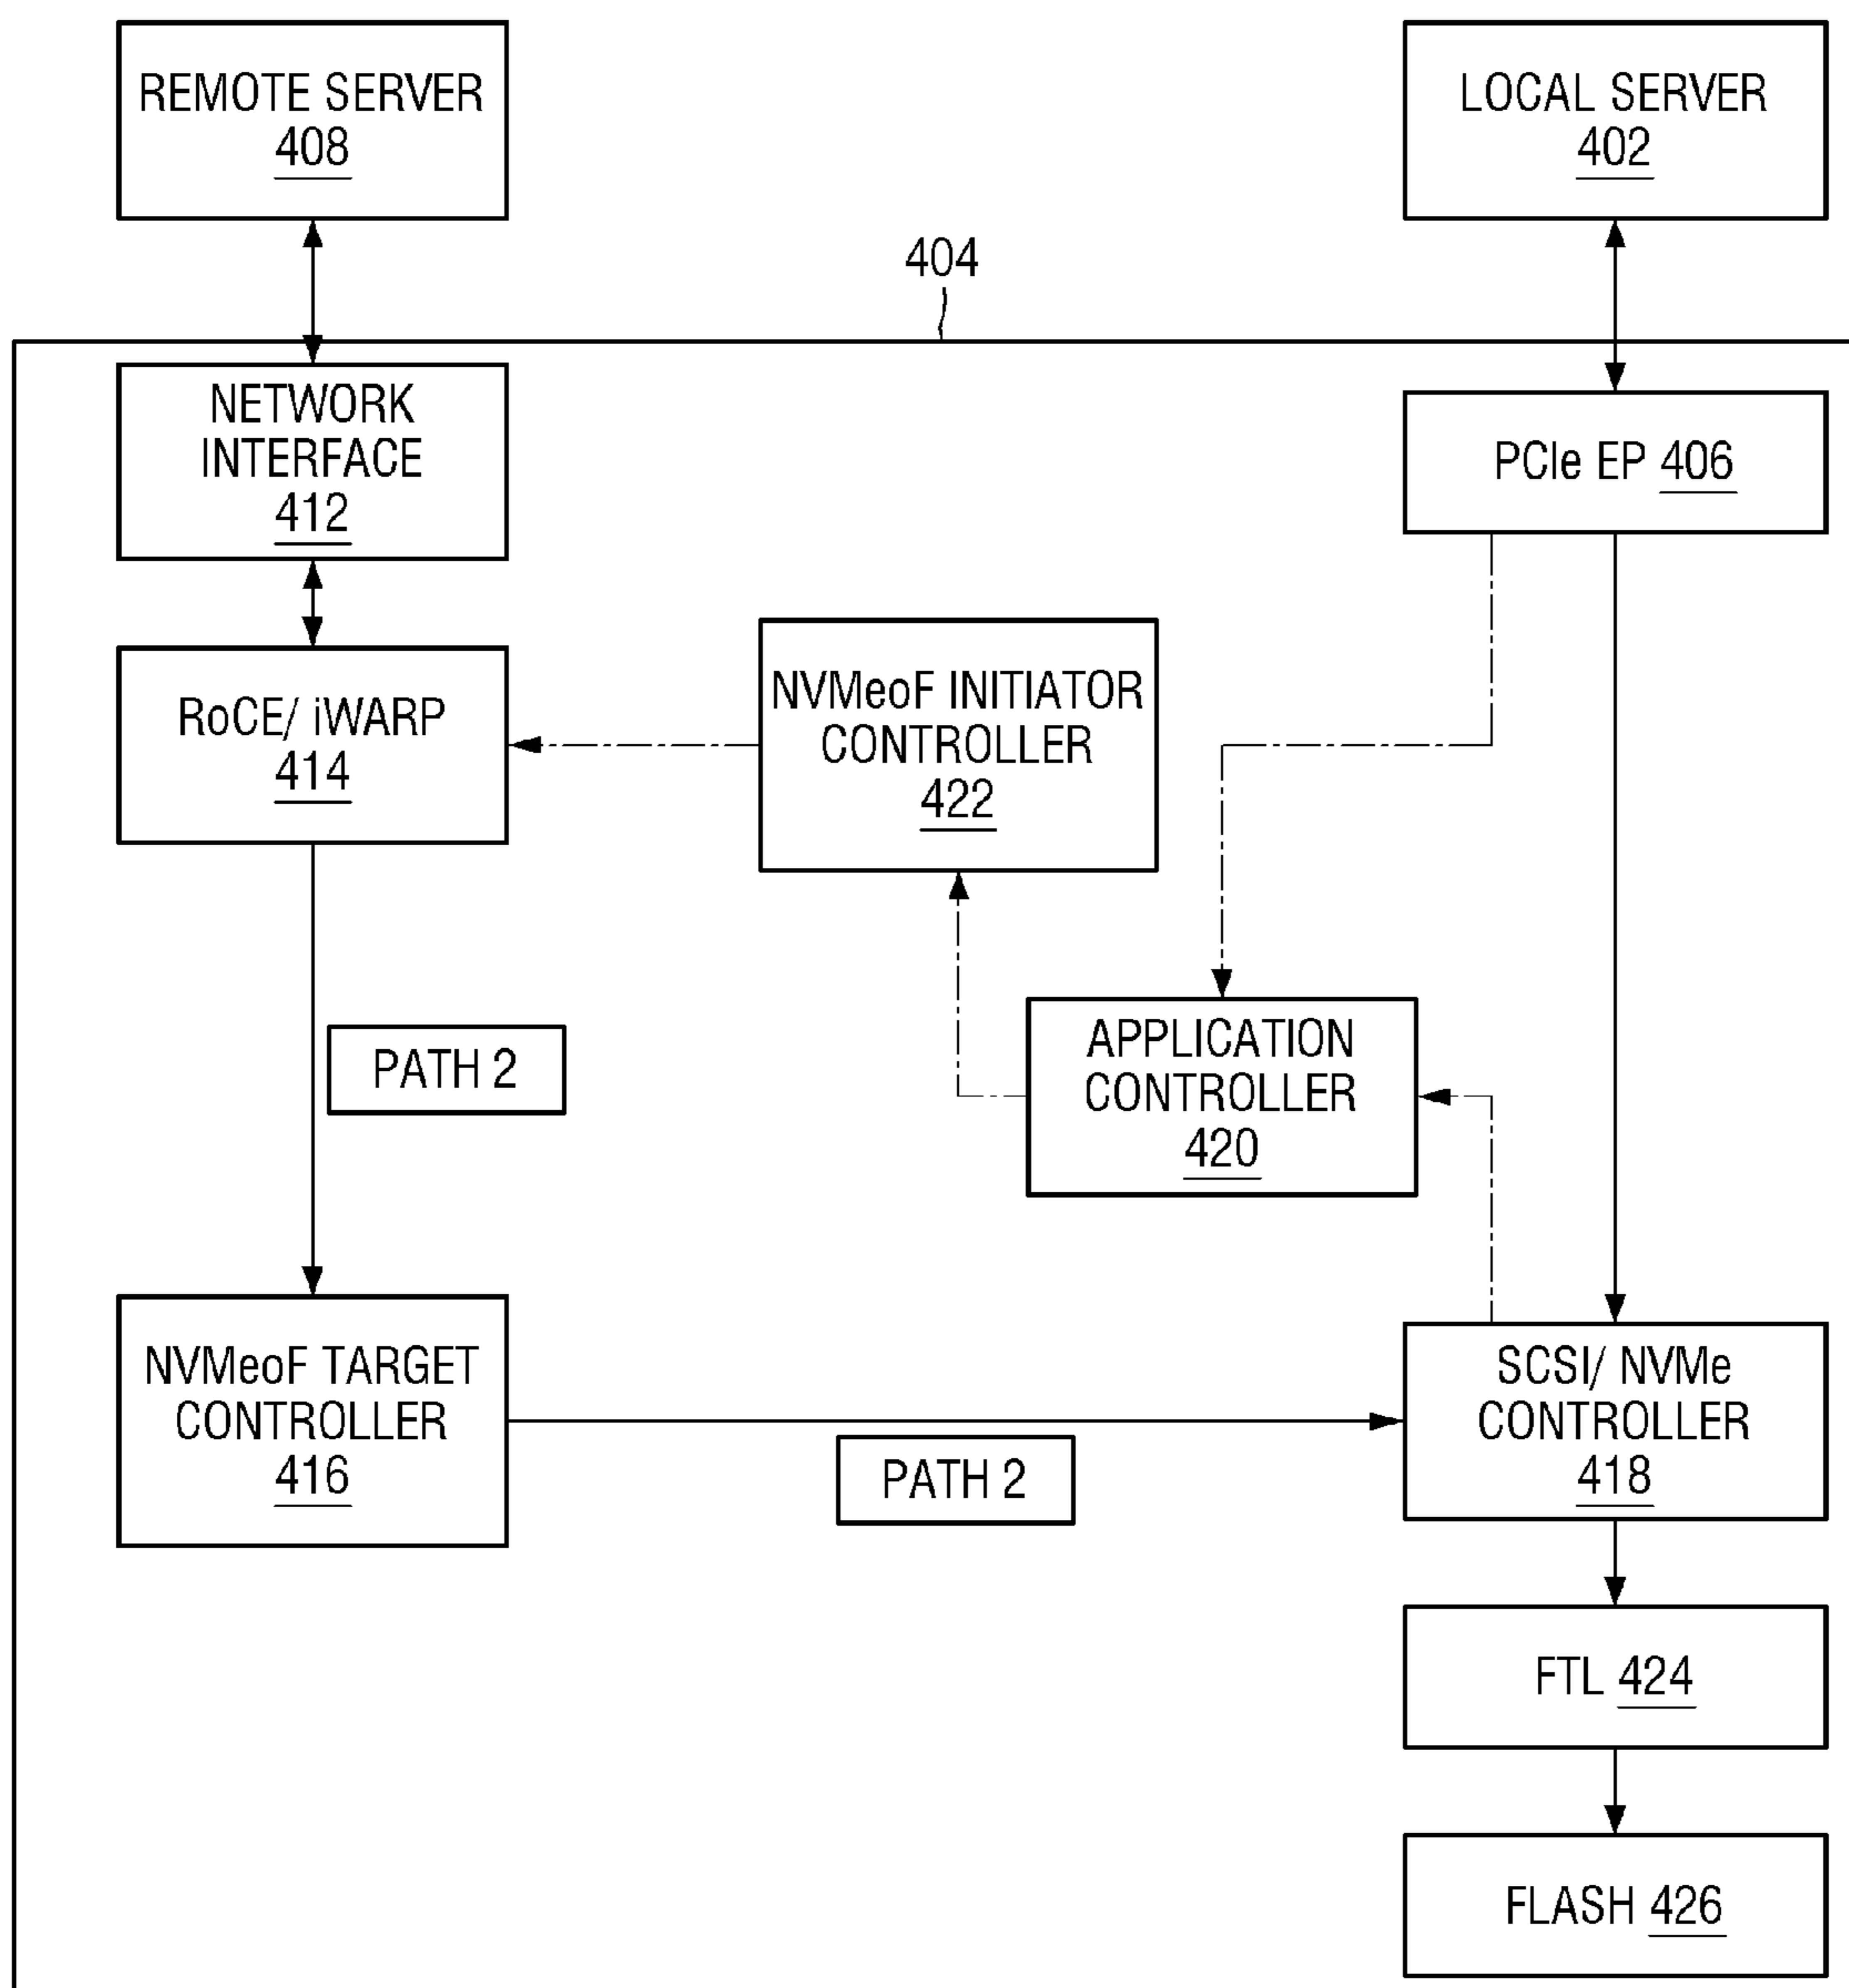 REMOTE SERVER
408
LOCAL SERVER
402
404
NETWORK
INTERFACE
412
PCIe EP 406
RoCE/ iWARP
414
NVMeoF INITIATOR
CONTROLLER
422
APPLICATION
CONTROLLER
420
PATH 2
NVMeoF TARGET
CONTROLLER
416
PATH 2
SCSI/ NVMe
CONTROLLER
418
FTL 424
FLASH 426